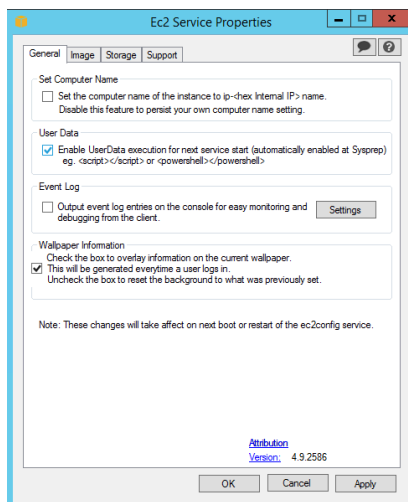 Ec2 Service Properties
General Image Storage Support
Set Computer Name
Set the computer name of the instance to ip-<hex Internal IP> name.
Disable this feature to persist your own computer name setting.
User Data
Enable UserData execution for next service start (automatically enabled at Sysprep)
eg. <script></script> or <powershell></powershell>
Event Log
Output event log entries on the console for easy monitoring and
debugging from the client.
Settings
Wallpaper Information
Check the box to overlay information on the current wallpaper.
This will be generated everytime a user logs in.
Uncheck the box to reset the background to what was previously set.
Note: These changes will take affect on next boot or restart of the ec2config service.
Attribution
Version: 4.9.2586
OK Cancel Apply